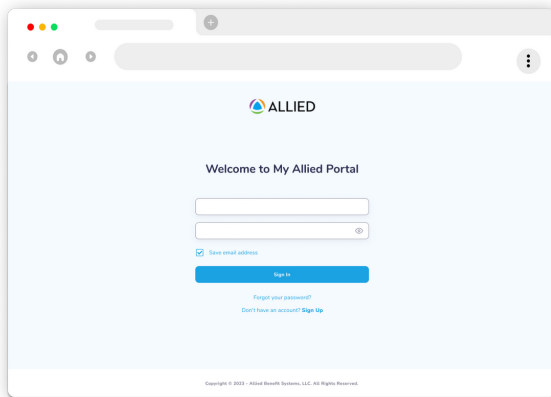 ALLIED
Welcome to My Allied Portal
Save email address
Sign In
Forgot your password?
Don't have an account? Sign Up
Copyright © 2023 - Allied Benefit Systems, LLC. All Rights Reserved.